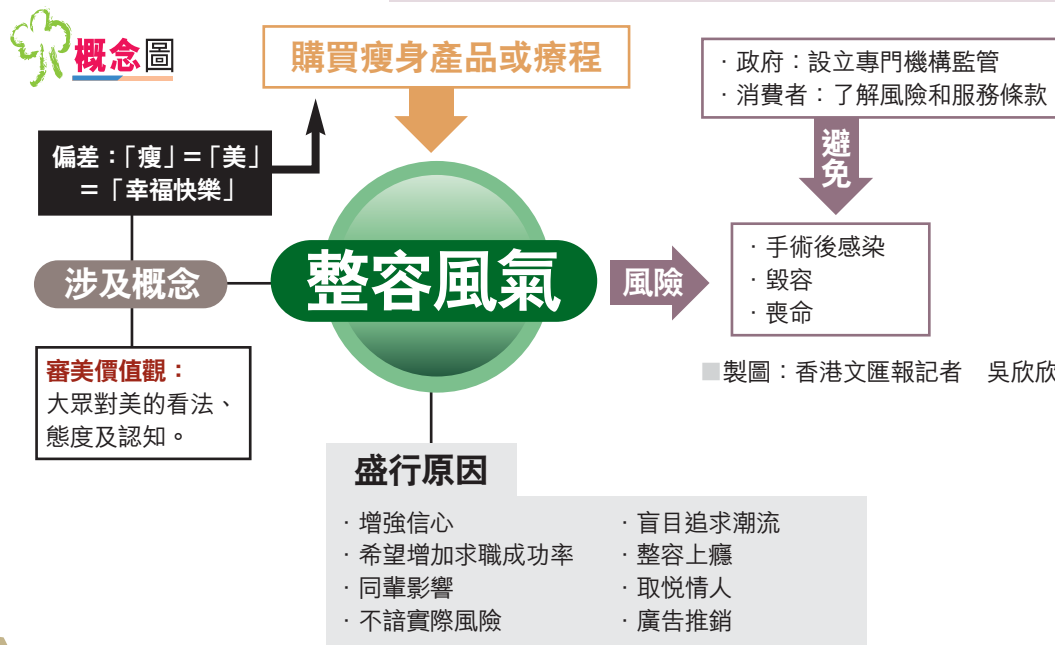 概念圖
購買瘦身產品或療程
· 政府：設立專門機構監管
· 消費者：了解風險和服務條款
偏差：「瘦」＝「美」
＝「幸福快樂」
避免
涉及概念
整容風氣
風險
· 手術後感染
· 毀容
· 喪命
審美價值觀：
大眾對美的看法、
態度及認知。
■製圖：香港文匯報記者　吳欣欣
盛行原因
· 增強信心
· 希望增加求職成功率
· 同輩影響
· 不諳實際風險
· 盲目追求潮流
· 整容上癮
· 取悅情人
· 廣告推銷